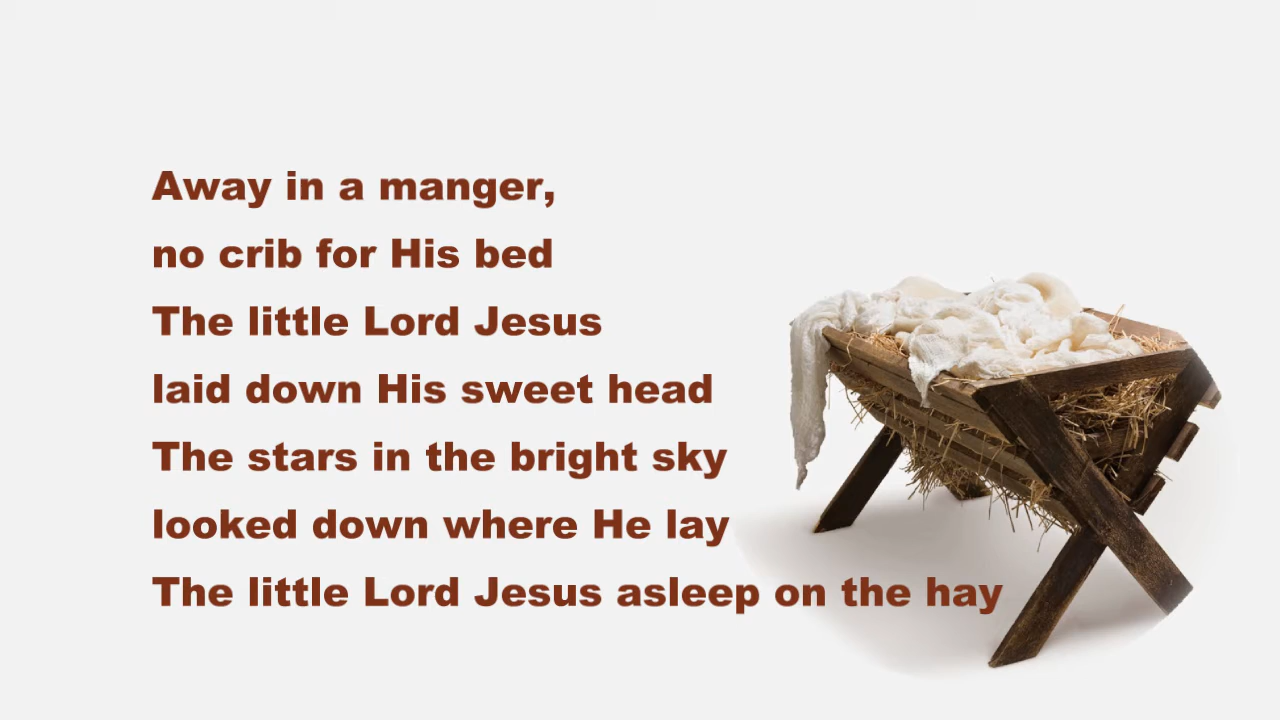 Away in a manger,
no crib for His bed
The little Lord Jesus
laid down His sweet head
The stars in the bright sky
looked down where He lay
The little Lord Jesus asleep on the hay